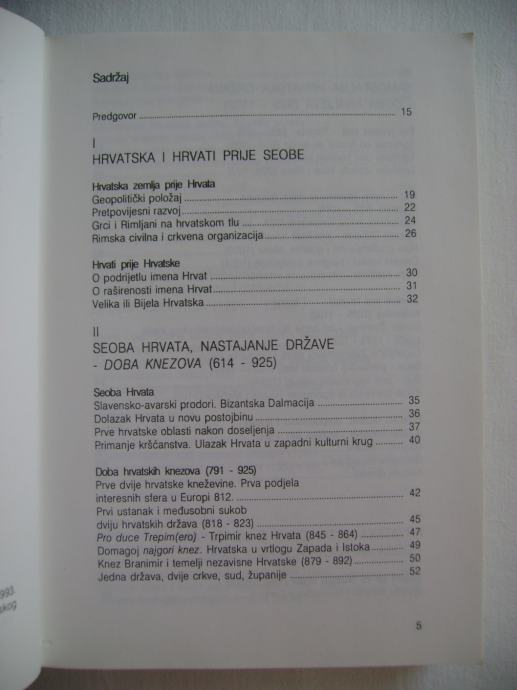 Sadržaj
Predgovor ........ 15
I
HRVATSKA I HRVATI PRIJE SEOBE
Hrvatska zemlja prije Hrvata
Geopolitički položaj ........ 19
Pretpovijesni razvoj ........ 22
Grci i Rimljani na hrvatskom tlu ........ 24
Rimska civilna i crkvena organizacija ........ 26
Hrvati prije Hrvatske
O podrijetlu imena Hrvat ........ 30
O raširenosti imena Hrvat ........ 31
Velika ili Bijela Hrvatska ........ 32
II
SEOBA HRVATA, NASTAJANJE DRŽAVE
- DOBA KNEZOVA (614 - 925)
Seoba Hrvata
Slavensko-avarski prodori. Bizantska Dalmacija ........ 35
Dolazak Hrvata u novu postojbinu ........ 36
Prve hrvatske oblasti nakon doseljenja ........ 37
Primanje kršćanstva. Ulazak Hrvata u zapadni kulturni krug ........ 40
Doba hrvatskih knezova (791 - 925)
Prve dvije hrvatske kneževine. Prva podjela
interesnih sfera u Europi 812. ........ 42
Prvi ustanak i međusobni sukob
dviju hrvatskih država (818 - 823) ........ 45
Pro duce Trepim(ero) - Trpimir knez Hrvata (845 - 864) ........ 47
Domagoj najgori knez. Hrvatska u vrtlogu Zapada i Istoka ........ 49
Knez Branimir i temelji nezavisne Hrvatske (879 - 892) ........ 50
Jedna država, dvije crkve, sud, županije ........ 52
5